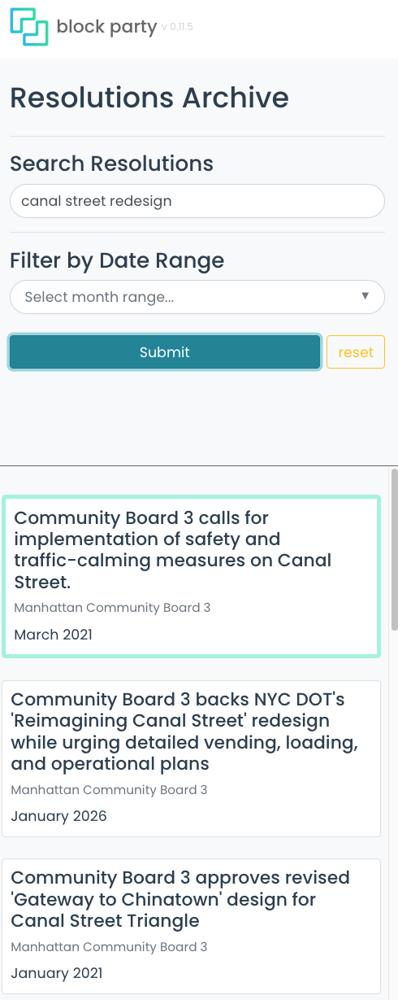 block party v 0.11.5
Resolutions Archive
Search Resolutions
canal street redesign
Filter by Date Range
Select month range...
Submit reset
Community Board 3 calls for
implementation of safety and
traffic-calming measures on Canal
Street.
Manhattan Community Board 3
March 2021
Community Board 3 backs NYC DOT's
'Reimagining Canal Street' redesign
while urging detailed vending, loading,
and operational plans
Manhattan Community Board 3
January 2026
Community Board 3 approves revised
'Gateway to Chinatown' design for
Canal Street Triangle
Manhattan Community Board 3
January 2021